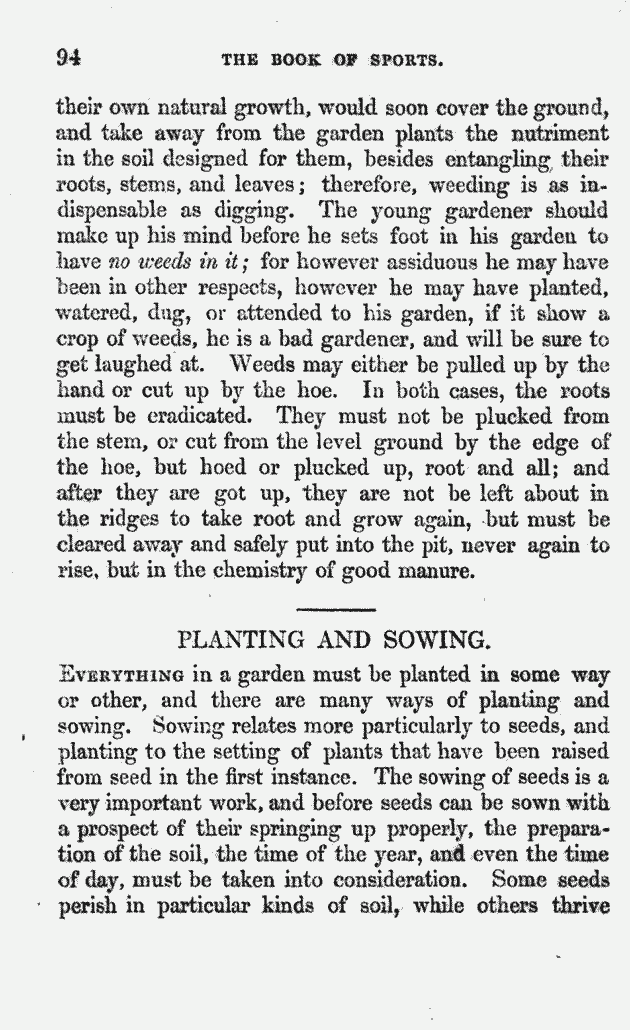 94 THE BOOK OF SPORTS.
their own natural growth, would soon cover the ground,
and take away from the garden plants the nutriment
in the soil designed for them, besides entangling their
roots, stems, and leaves; therefore, weeding is as in-
dispensable as digging. The young gardener should
make up his mind before he sets foot in his garden to
have no weeds in it; for however assiduous he may have
been in other respects, however he may have planted,
watered, dug, or attended to his garden, if it show a
crop of weeds, he is a bad gardener, and will be sure to
get laughed at. Weeds may either be pulled up by the
hand or cut up by the hoe. In both cases, the roots
must be eradicated. They must not be plucked from
the stem, or cut from the level ground by the edge of
the hoe, but hoed or plucked up, root and all; and
after they are got up, they are not be left about in
the ridges to take root and grow again, but must be
cleared away and safely put into the pit, never again to
rise, but in the chemistry of good manure.
PLANTING AND SOWING.
EVERYTHING in a garden must be planted in some way
or other, and there are many ways of planting and
sowing. Sowing relates more particularly to seeds, and
planting to the setting of plants that have been raised
from seed in the first instance. The sowing of seeds is a
very important work, and before seeds can be sown with
a prospect of their springing up properly, the prepara-
tion of the soil, the time of the year, and even the time
of day, must be taken into consideration. Some seeds
perish in particular kinds of soil, while others thrive